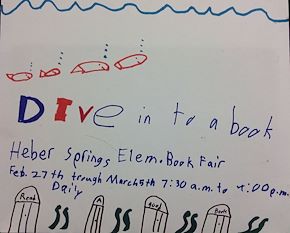 DIVe in to a book
Heber Springs Elem. Book Fair
Feb. 27th trough March 5th 7:30 a.m. to 4:00 p.m.
Daily
Read A good Book